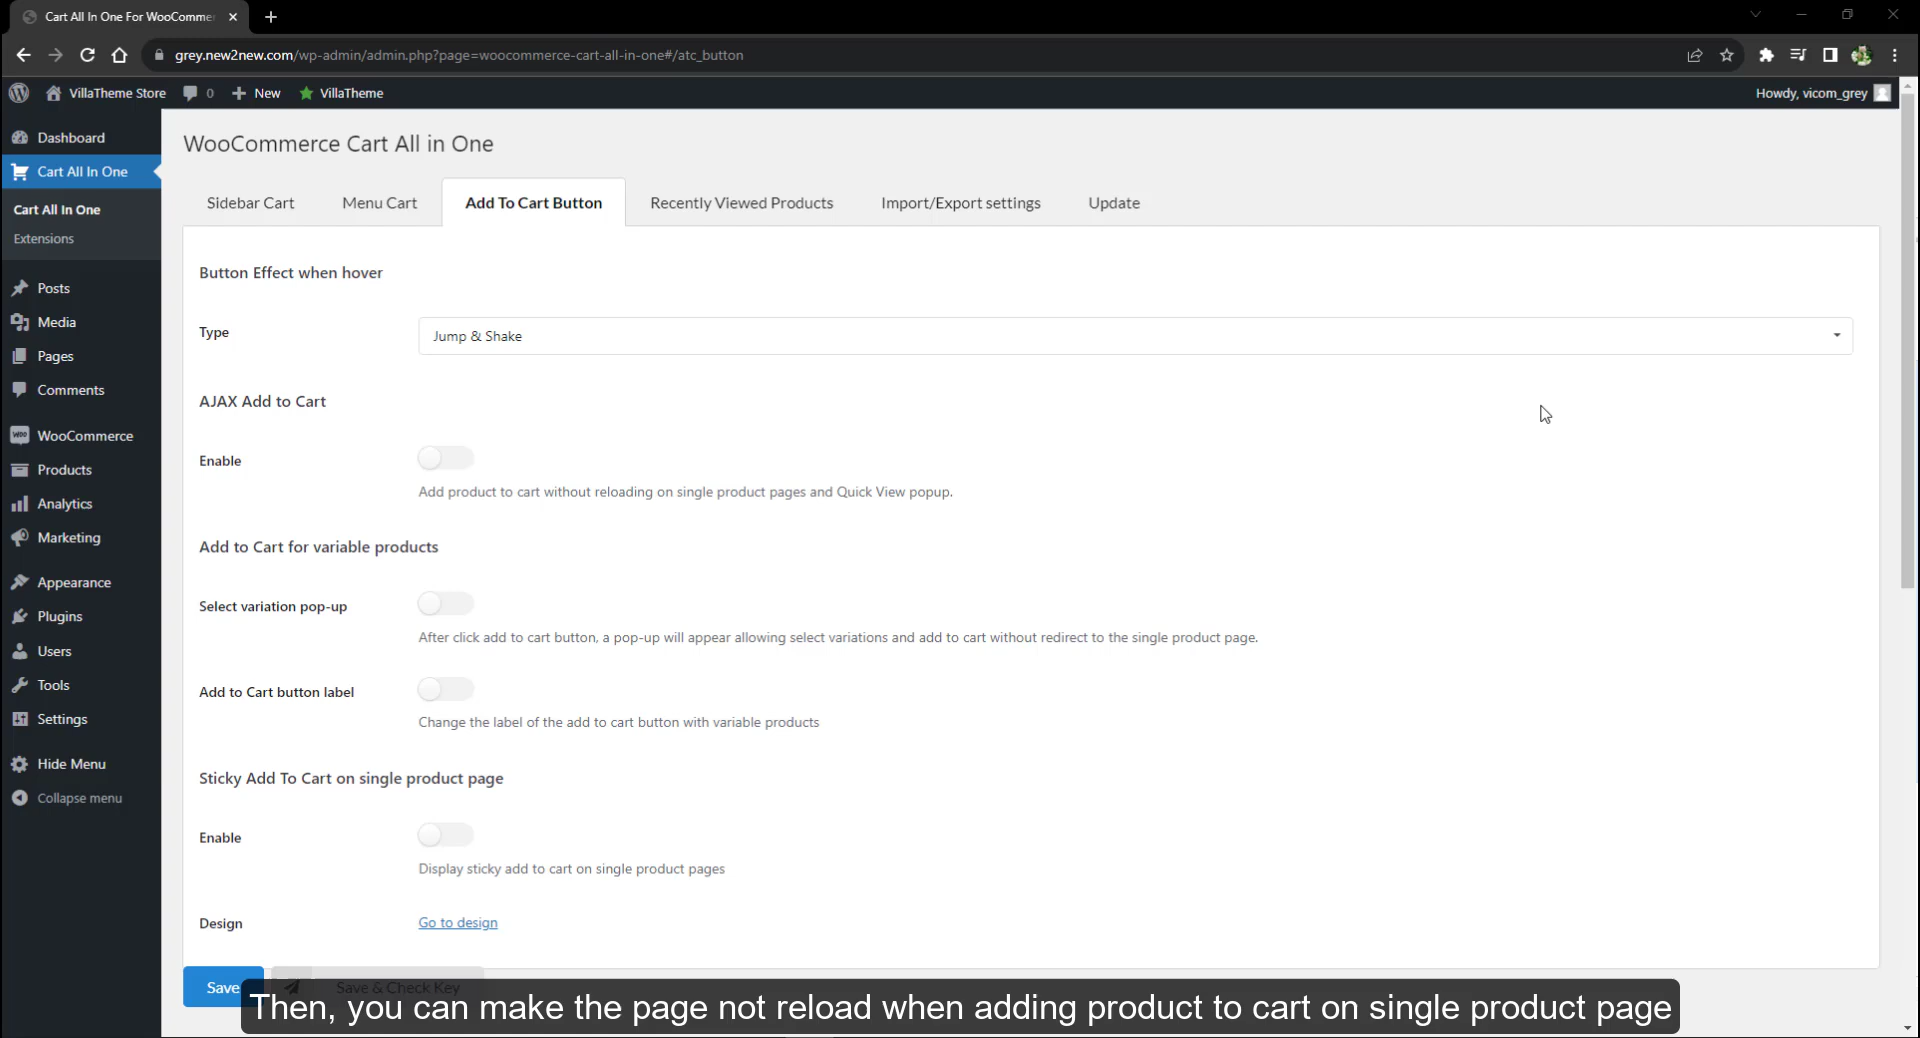 Cart All In One For WooComme
grey.new2new.com/wp-admin/admin.php?page=woocommerce-cart-all-in-one#/atc_button
VillaTheme Store
0
New
VillaTheme
Howdy, vicom_grey
Dashboard
Cart All In One
Cart All In One
Extensions
Posts
Media
Pages
Comments
WooCommerce
Products
Analytics
Marketing
Appearance
Plugins
Users
Tools
Settings
Hide Menu
Collapse menu
WooCommerce Cart All in One
Sidebar Cart
Menu Cart
Add To Cart Button
Recently Viewed Products
Import/Export settings
Update
Button Effect when hover
Type
Jump & Shake
AJAX Add to Cart
Enable
Add product to cart without reloading on single product pages and Quick View popup.
Add to Cart for variable products
Select variation pop-up
After click add to cart button, a pop-up will appear allowing select variations and add to cart without redirect to the single product page.
Add to Cart button label
Change the label of the add to cart button with variable products
Sticky Add To Cart on single product page
Enable
Display sticky add to cart on single product pages
Design
Go to design
Save
Save & Check Key
Then, you can make the page not reload when adding product to cart on single product page